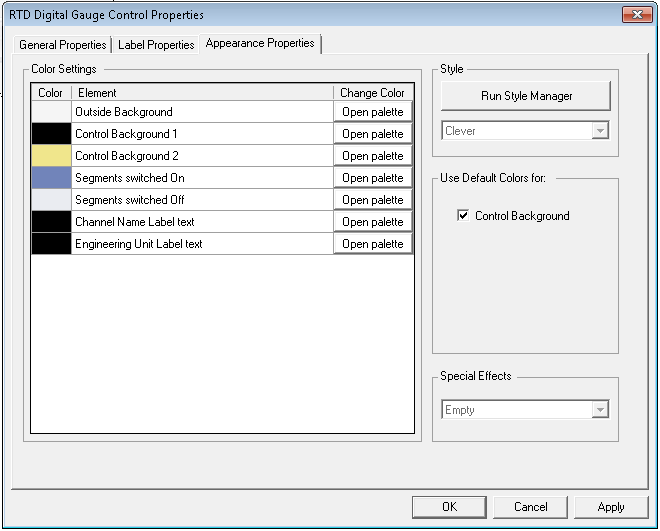 RTD Digital Gauge Control Properties
General Properties Label Properties Appearance Properties
Color Settings
Color Element Change Color
Outside Background Open palette
Control Background 1 Open palette
Control Background 2 Open palette
Segments switched On Open palette
Segments switched Off Open palette
Channel Name Label text Open palette
Engineering Unit Label text Open palette
Style
Run Style Manager
Clever
Use Default Colors for:
Control Background
Special Effects
Empty
OK Cancel Apply